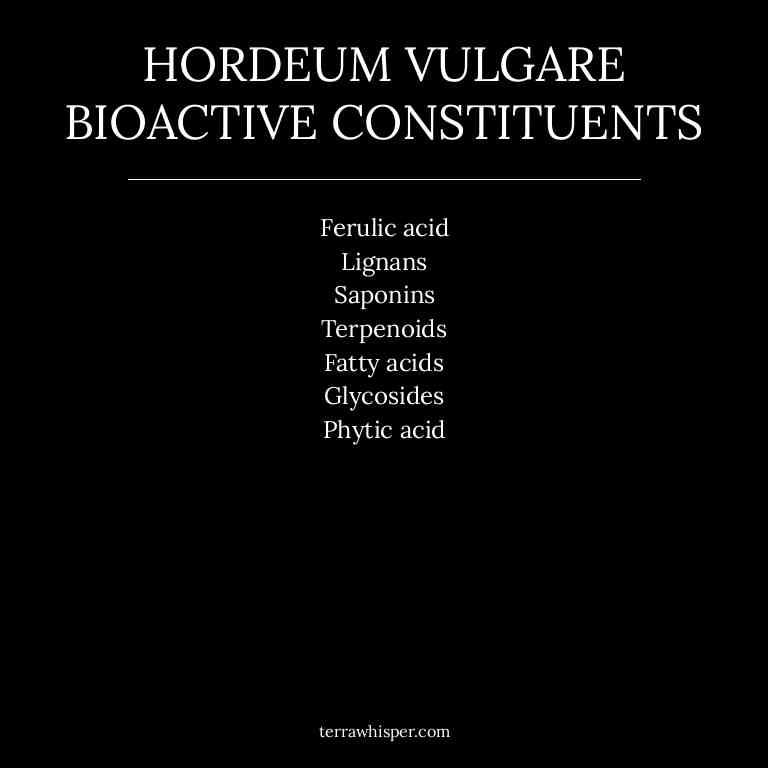 HORDEUM VULGARE
BIOACTIVE CONSTITUENTS
Ferulic acid
Lignans
Saponins
Terpenoids
Fatty acids
Glycosides
Phytic acid
terrawhisper.com